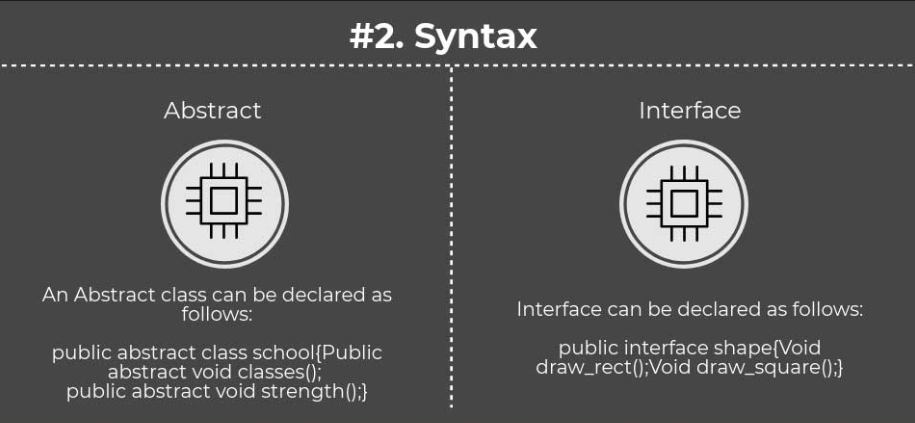 #2. Syntax
Abstract
An Abstract class can be declared as
follows:
public abstract class school{Public
abstract void classes();
public abstract void strength();}
Interface
Interface can be declared as follows:
public interface shape{Void
draw_rect();Void draw_square();}